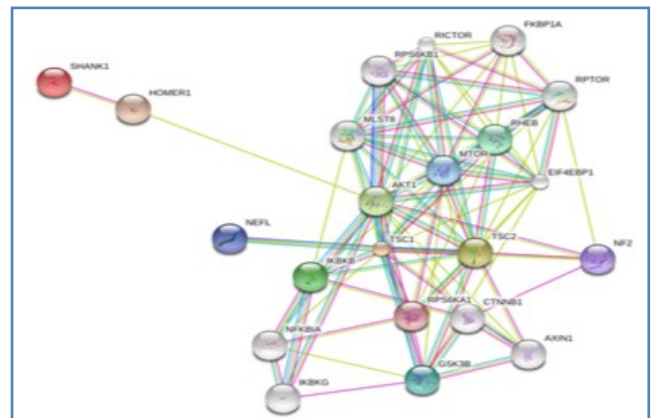 RICTOR
FKBP1A
RPS6KB1
SHANK1
RPTOR
HOMER1
MLST8
RHEB
MTOR
EIF4EBP1
AKT1
NEFL
TSC1
TSC2
NF2
IKBKB
RPS6KA1
CTNNB1
NFKBIA
AXIN1
GSK3B
IKBKG